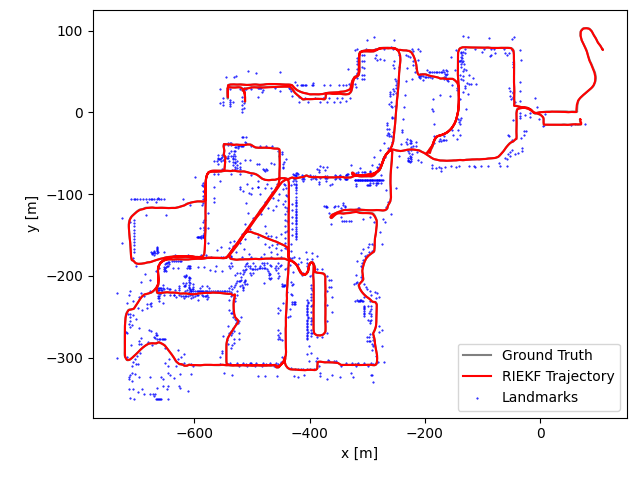 100
0
−100
−200
−300
y [m]
−600
−400
−200
0
x [m]
Ground Truth
RIEKF Trajectory
Landmarks